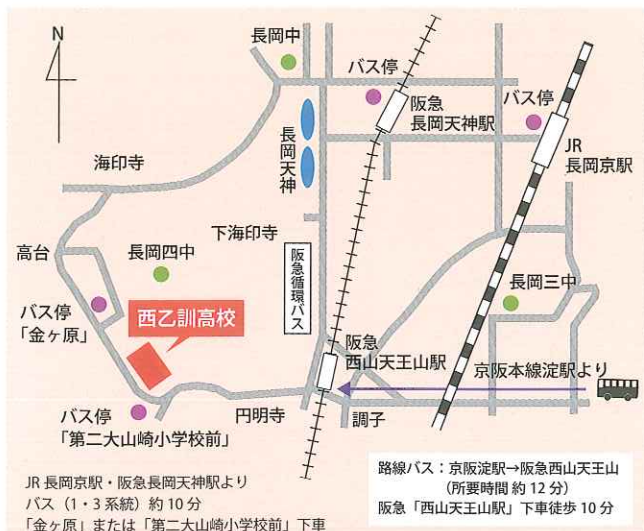 N
長岡中
バス停
阪急
長岡天神駅
バス停
JR
長岡京駅
長岡天神
海印寺
下海印寺
高台
長岡四中
阪急循環バス
長岡三中
バス停
「金ヶ原」
西乙訓高校
阪急
西山天王山駅
京阪本線淀駅より
バス停
「第二大山崎小学校前」
円明寺
調子
JR 長岡京駅・阪急長岡天神駅より
バス（1・3 系統）約 10 分
「金ヶ原」または「第二大山崎小学校前」下車
路線バス：京阪淀駅→阪急西山天王山
（所要時間 約 12 分）
阪急「西山天王山駅」下車徒歩 10 分